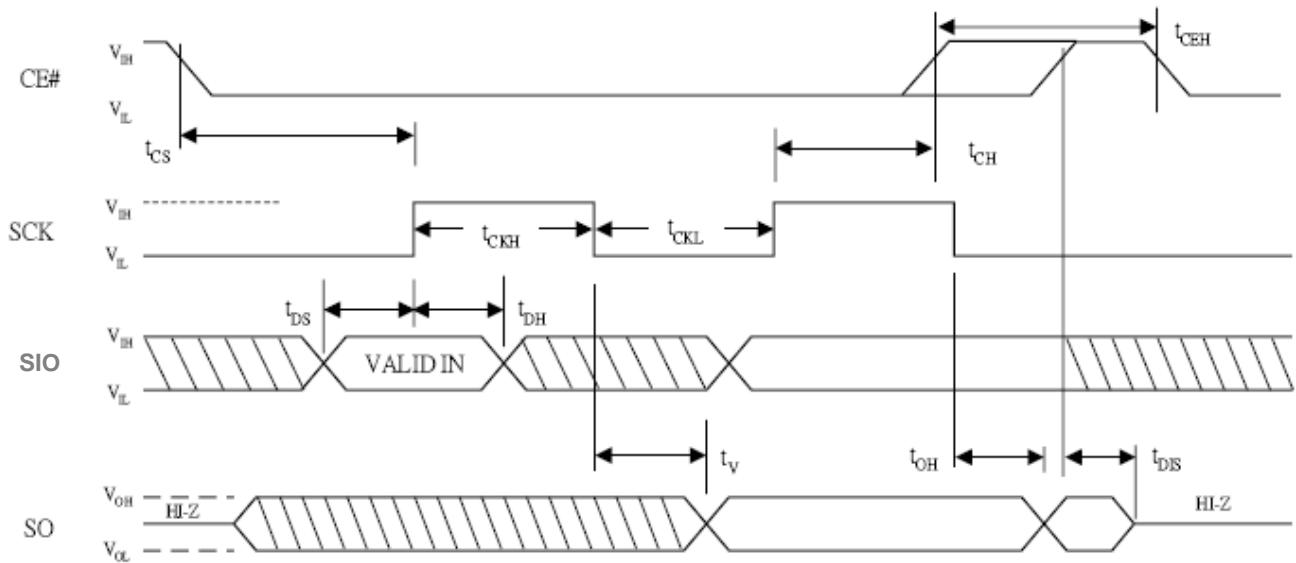 V_IH
t_CEH
CE#
V_IL
t_CS
t_CH
V_IH
SCK
t_CKH
t_CKL
V_IL
t_DS
t_DH
V_IH
SIO
VALID IN
V_IL
t_V
t_OH
t_DIS
V_OH
HI-Z
HI-Z
SO
V_OL